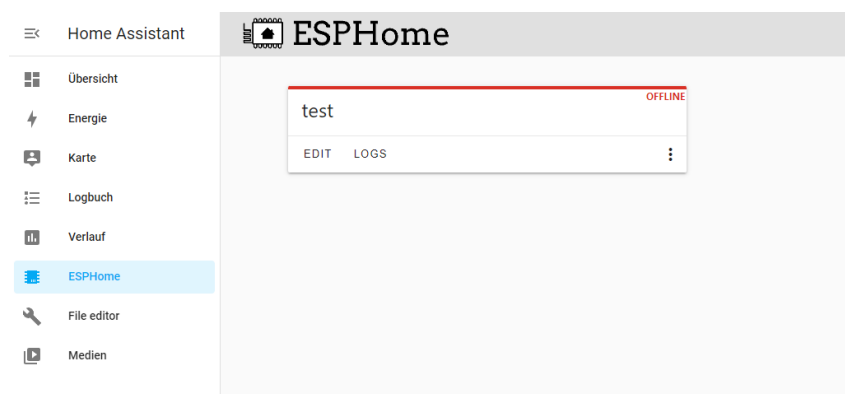 Home Assistant
ESPHome
Übersicht
Energie
Karte
Logbuch
Verlauf
ESPHome
File editor
Medien
OFFLINE
test
EDIT LOGS